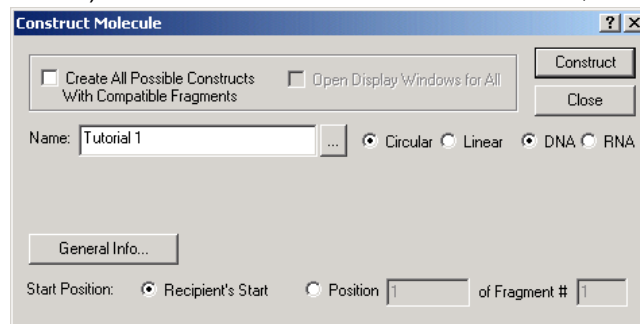 Construct Molecule
Create All Possible Constructs
With Compatible Fragments
Open Display Windows for All
Construct
Close
Name: Tutorial 1 ... Circular Linear DNA RNA
General Info...
Start Position: Recipient's Start Position 1 of Fragment # 1